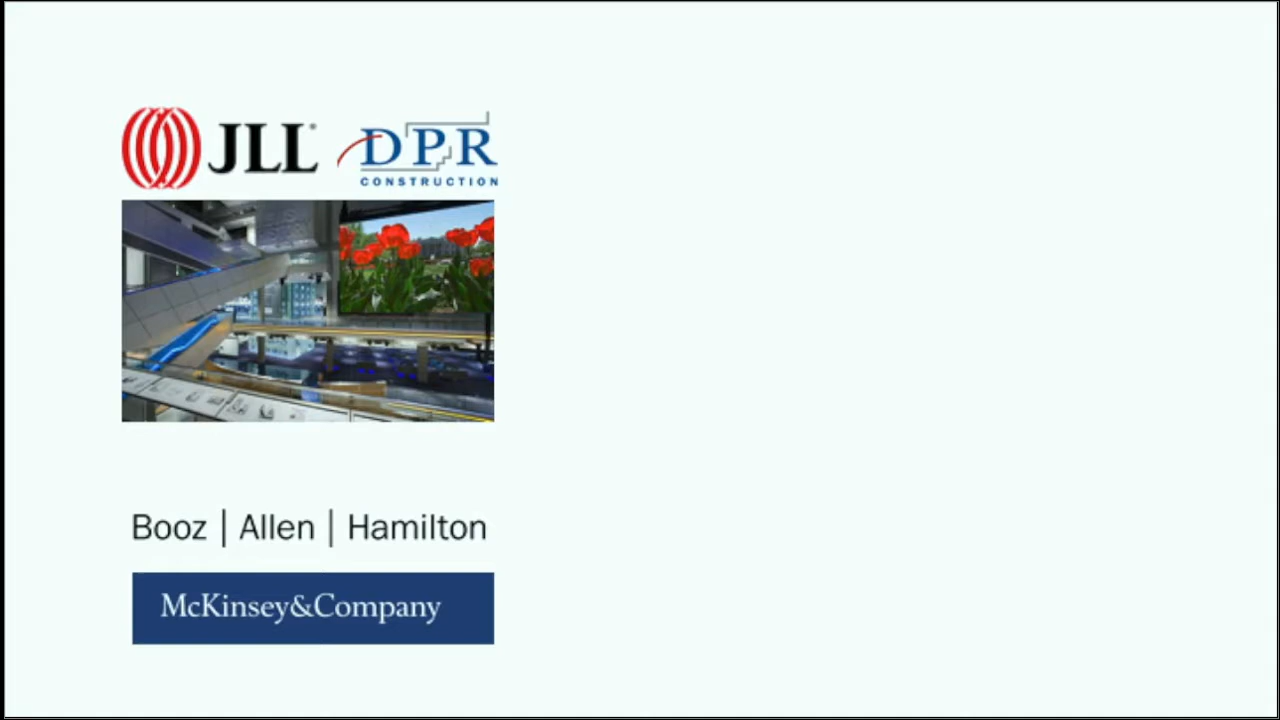 JLL®
DPR
CONSTRUCTION
Booz | Allen | Hamilton
McKinsey&Company